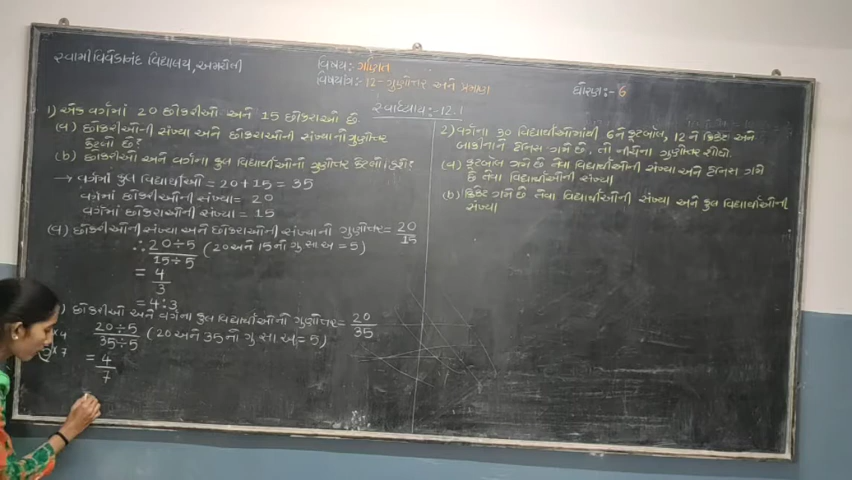 સ્વામી વિવેકાનંદ વિદ્યાલય, અમરોલી
વિષય:- ગણિત
વિષયાંગ:- 12- ગુણોત્તર અને પ્રમાણ
ધોરણ:- 6
સ્વાધ્યાય:- 12.1
1) એક વર્ગમાં 20 છોકરીઓ અને 15 છોકરાઓ છે.
(a) છોકરીઓની સંખ્યા અને છોકરાઓની સંખ્યાનો ગુણોત્તર
કેટલો છે?
(b) છોકરીઓ અને વર્ગના કુલ વિદ્યાર્થીઓનો ગુણોત્તર કેટલો હશે?
→ વર્ગમાં કુલ વિદ્યાર્થીઓ = 20 + 15 = 35
વર્ગમાં છોકરીઓની સંખ્યા = 20
વર્ગમાં છોકરાઓની સંખ્યા = 15
(a) છોકરીઓની સંખ્યા અને છોકરાઓની સંખ્યાનો ગુણોત્તર = 20/15
∴ 20÷5/15÷5 (20 અને 15 નો ગુ સા અ = 5)
= 4/3
= 4:3
) છોકરીઓ અને વર્ગના કુલ વિદ્યાર્થીઓનો ગુણોત્તર = 20/35
20÷5/35÷5 (20 અને 35 નો ગુ સા અ = 5)
= 4/7
2) વર્ગના 30 વિદ્યાર્થીઓમાંથી 6 ને ફૂટબોલ, 12 ને ક્રિકેટ અને
બાકીનાને ટેનિસ ગમે છે. તો નીચેના ગુણોત્તર શોધો.
(a) ફૂટબોલ ગમે છે તેવા વિદ્યાર્થીઓની સંખ્યા અને ટેનિસ ગમે
છે તેવા વિદ્યાર્થીઓની સંખ્યા
(b) ક્રિકેટ ગમે છે તેવા વિદ્યાર્થીઓની સંખ્યા અને કુલ વિદ્યાર્થીઓની
સંખ્યા